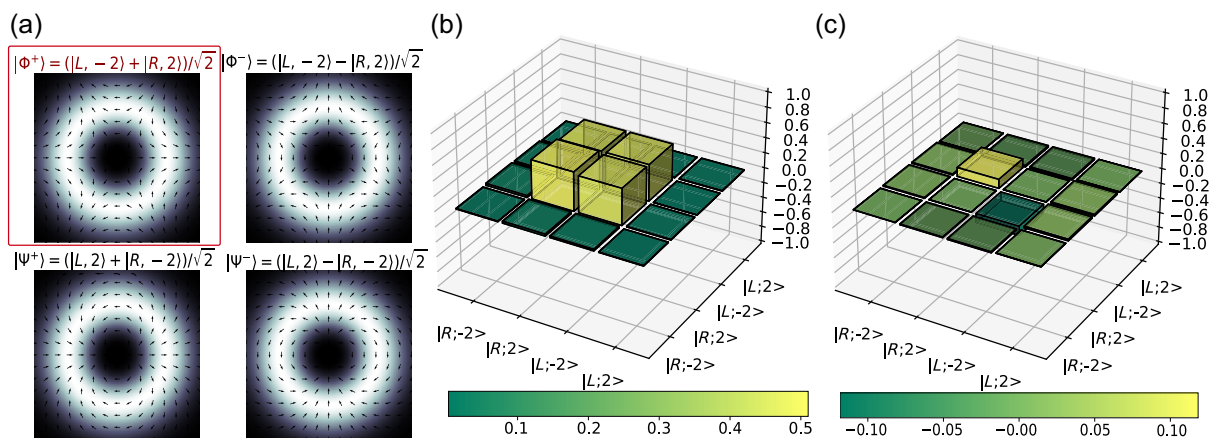 (a)
|Φ⁺⟩ = (|L, −2⟩ + |R, 2⟩)/√2
|Φ⁻⟩ = (|L, −2⟩ − |R, 2⟩)/√2
|Ψ⁺⟩ = (|L, 2⟩ + |R, −2⟩)/√2
|Ψ⁻⟩ = (|L, 2⟩ − |R, −2⟩)/√2
(b)
1.0
0.8
0.6
0.4
0.2
0.0
−0.2
−0.4
−0.6
−0.8
−1.0
|L;2>
|L;-2>
|R;2>
|R;-2>
|R;-2>
|R;2>
|L;-2>
|L;2>
0.1 0.2 0.3 0.4 0.5
(c)
1.0
0.8
0.6
0.4
0.2
0.0
−0.2
−0.4
−0.6
−0.8
−1.0
|L;2>
|L;-2>
|R;2>
|R;-2>
|R;-2>
|R;2>
|L;-2>
|L;2>
−0.10 −0.05 0.00 0.05 0.10